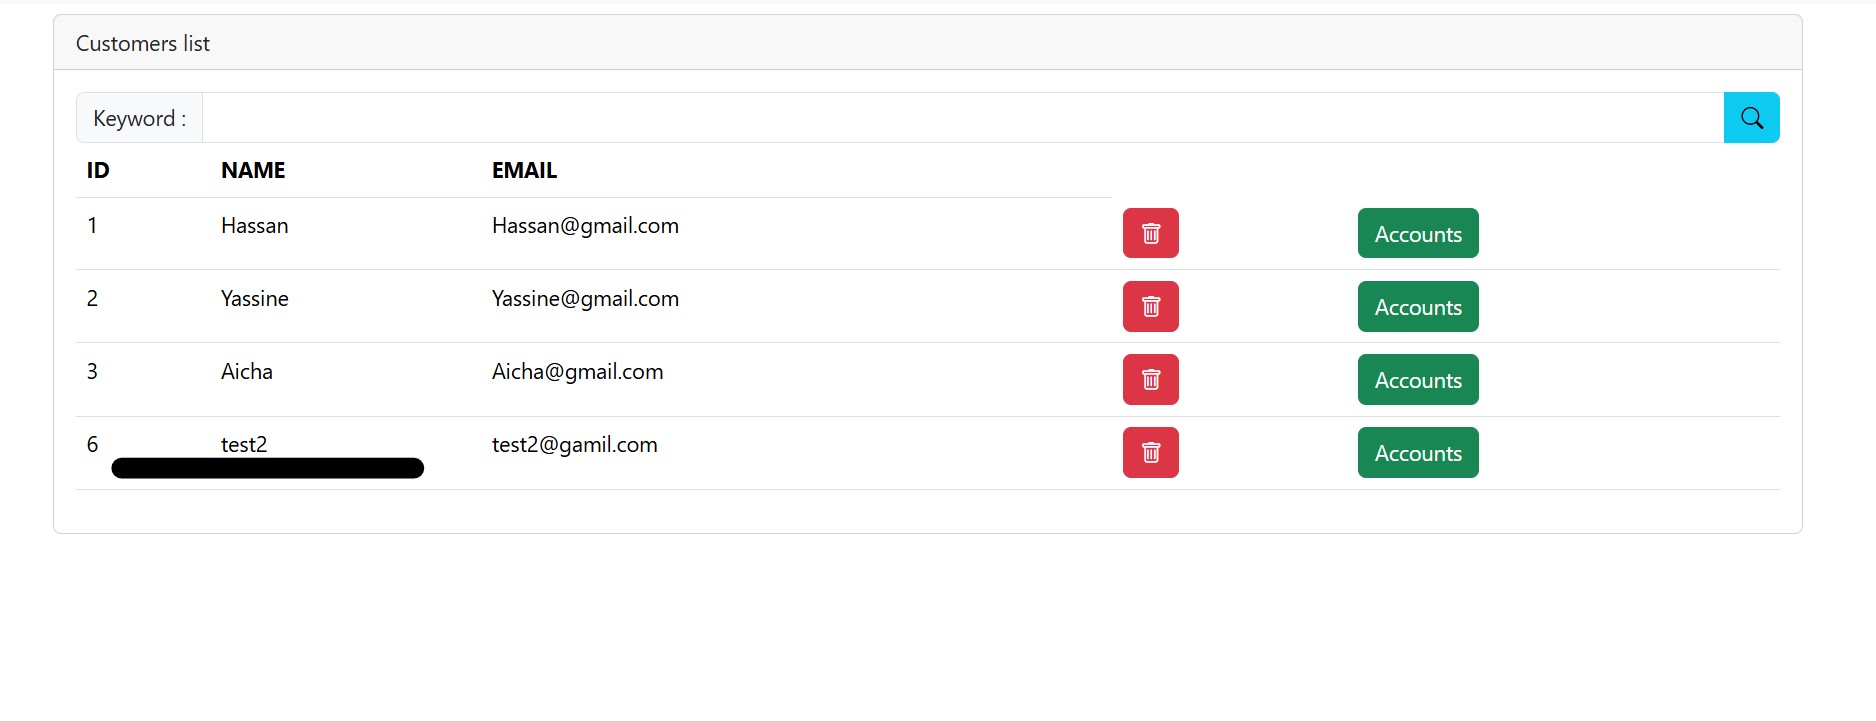 Customers list
Keyword :
ID NAME EMAIL
1 Hassan Hassan@gmail.com Accounts
2 Yassine Yassine@gmail.com Accounts
3 Aicha Aicha@gmail.com Accounts
6 test2 test2@gamil.com Accounts